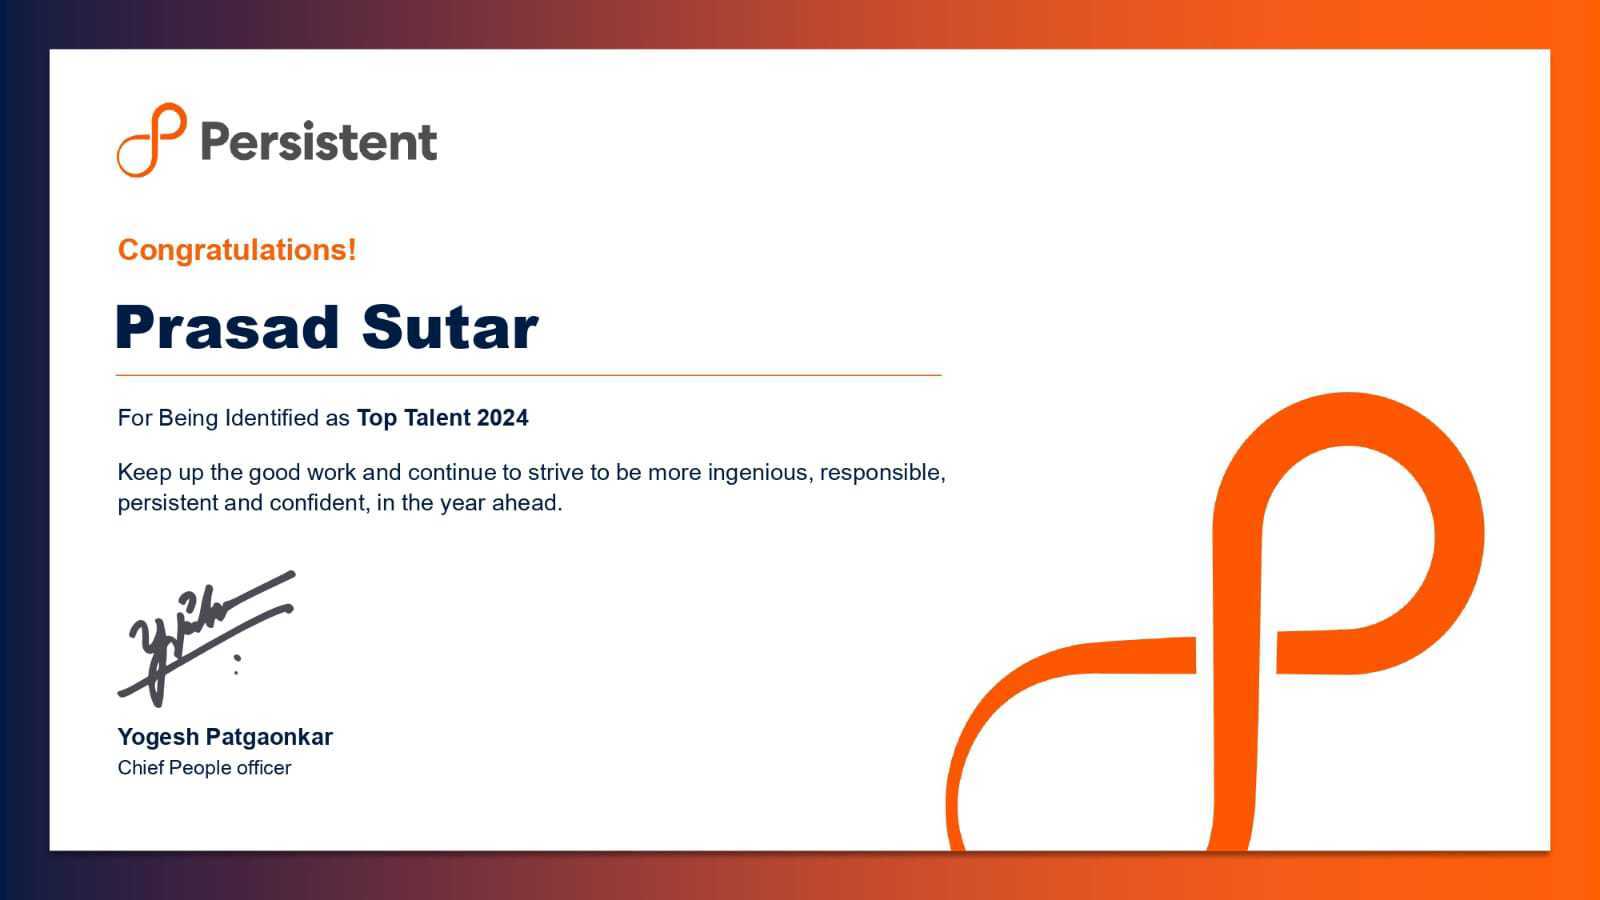 Persistent
Congratulations!
Prasad Sutar
For Being Identified as Top Talent 2024
Keep up the good work and continue to strive to be more ingenious, responsible,
persistent and confident, in the year ahead.
Yogesh Patgaonkar
Chief People officer